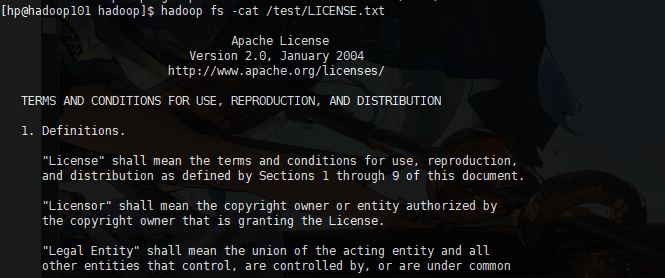 [hp@hadoop101 hadoop]$ hadoop fs -cat /test/LICENSE.txt
Apache License
Version 2.0, January 2004
http://www.apache.org/licenses/
TERMS AND CONDITIONS FOR USE, REPRODUCTION, AND DISTRIBUTION
1. Definitions.
"License" shall mean the terms and conditions for use, reproduction,
and distribution as defined by Sections 1 through 9 of this document.
"Licensor" shall mean the copyright owner or entity authorized by
the copyright owner that is granting the License.
"Legal Entity" shall mean the union of the acting entity and all
other entities that control, are controlled by, or are under common